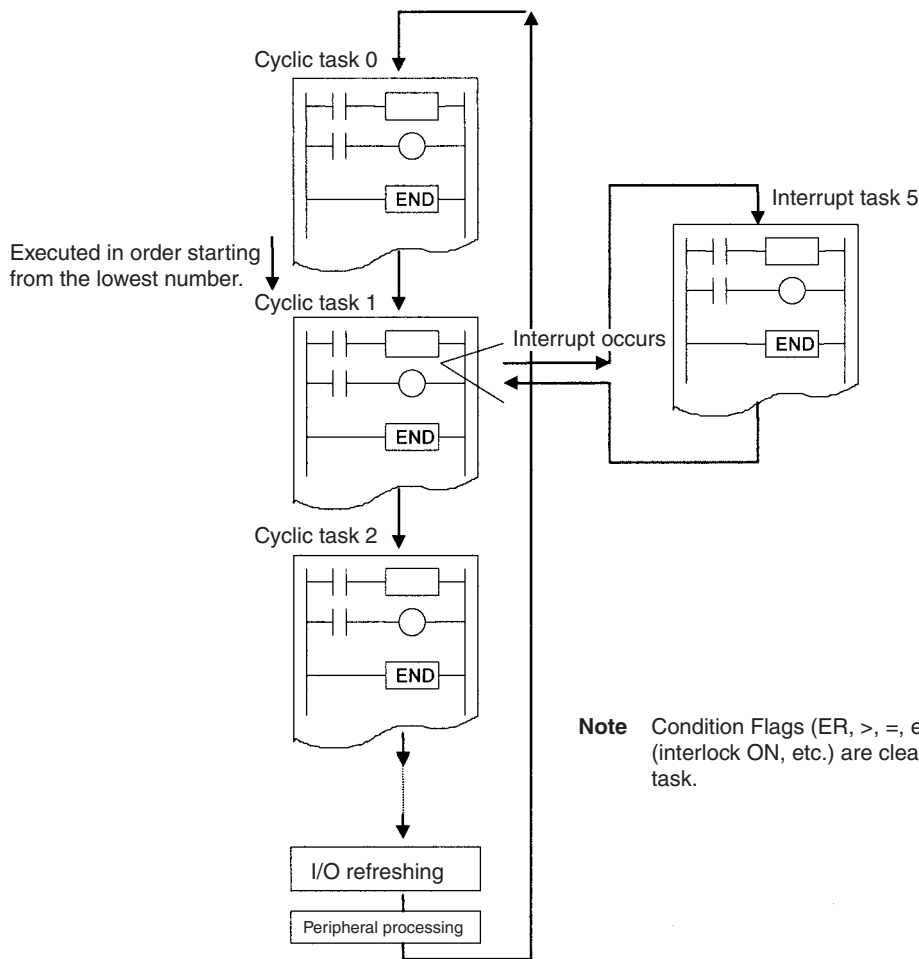 Cyclic task 0
END
Interrupt task 5
Executed in order starting
from the lowest number.
END
Cyclic task 1
Interrupt occurs
END
Cyclic task 2
END
Note Condition Flags (ER, >, =, e
(interlock ON, etc.) are clea
task.
I/O refreshing
Peripheral processing